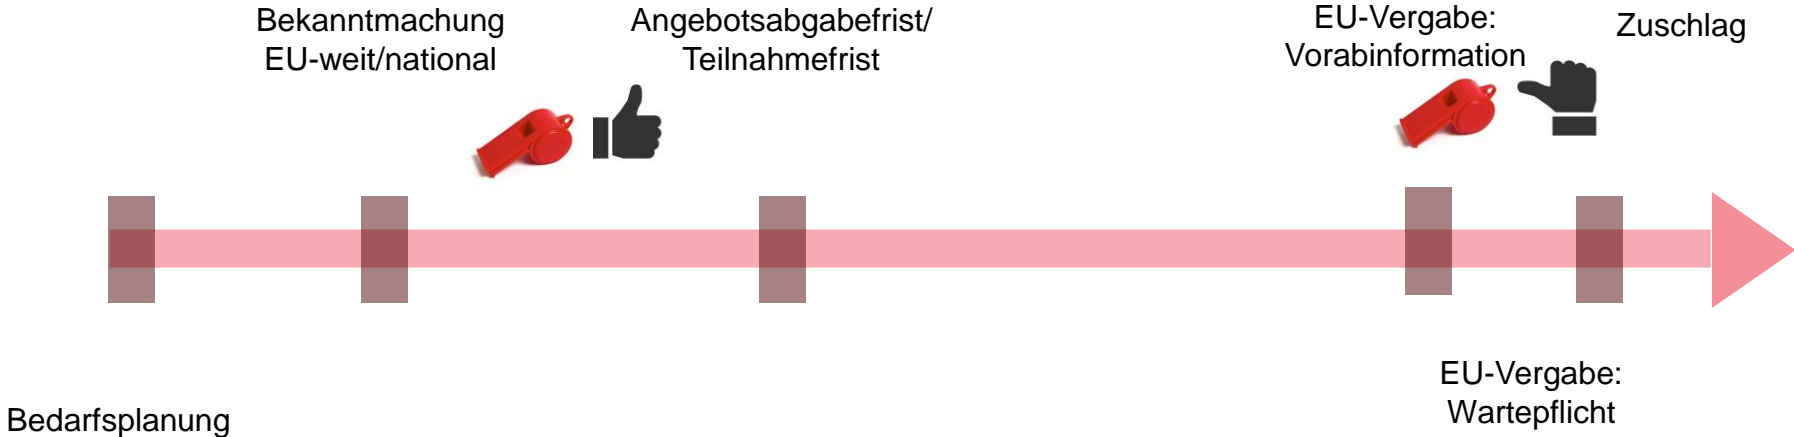 Bekanntmachung
EU-weit/national
Angebotsabgabefrist/
Teilnahmefrist
EU-Vergabe:
Vorabinformation
Zuschlag
EU-Vergabe:
Wartepflicht
Bedarfsplanung